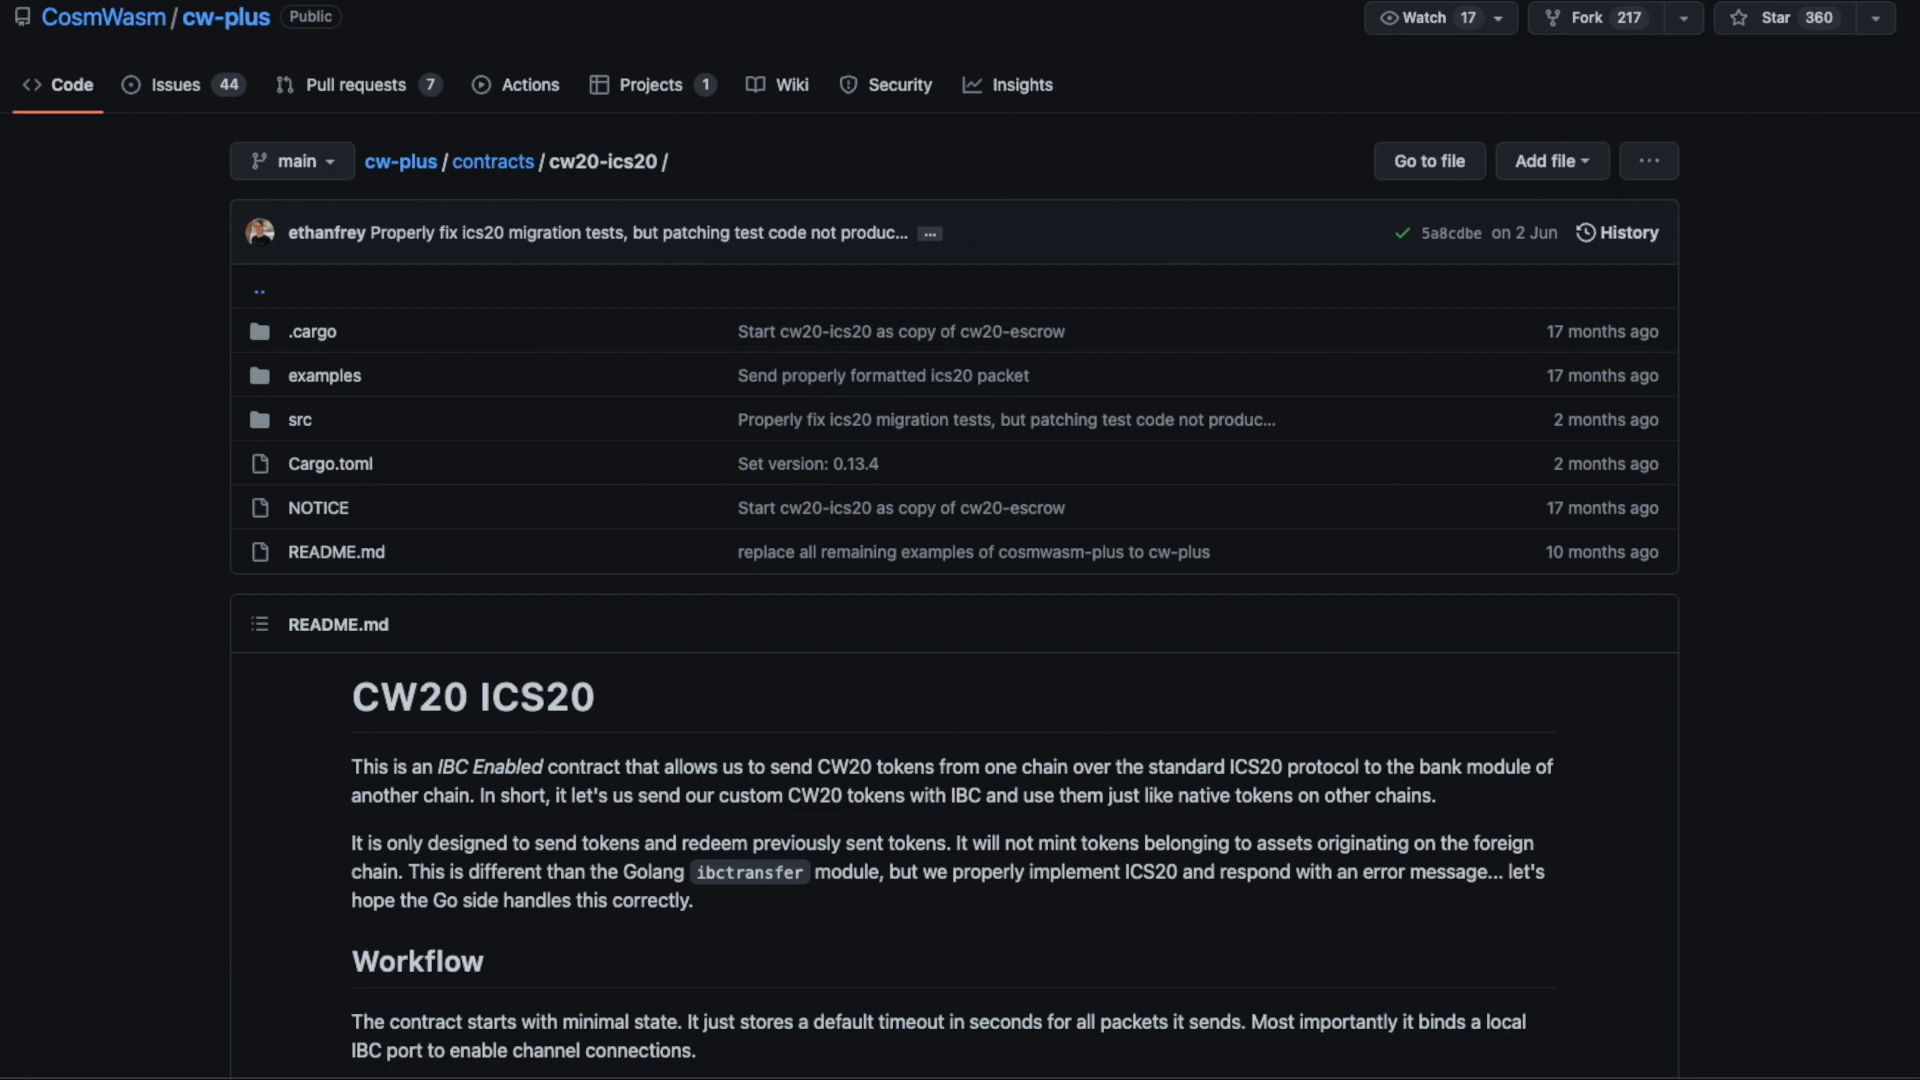 CosmWasm / cw-plus Public
Watch 17 Fork 217 Star 360
Code Issues 44 Pull requests 7 Actions Projects 1 Wiki Security Insights
main cw-plus / contracts / cw20-ics20 / Go to file Add file ...
ethanfrey Properly fix ics20 migration tests, but patching test code not produc... ... 5a8cdbe on 2 Jun History
..
.cargo Start cw20-ics20 as copy of cw20-escrow 17 months ago
examples Send properly formatted ics20 packet 17 months ago
src Properly fix ics20 migration tests, but patching test code not produc... 2 months ago
Cargo.toml Set version: 0.13.4 2 months ago
NOTICE Start cw20-ics20 as copy of cw20-escrow 17 months ago
README.md replace all remaining examples of cosmwasm-plus to cw-plus 10 months ago
README.md
CW20 ICS20
This is an IBC Enabled contract that allows us to send CW20 tokens from one chain over the standard ICS20 protocol to the bank module of
another chain. In short, it let's us send our custom CW20 tokens with IBC and use them just like native tokens on other chains.
It is only designed to send tokens and redeem previously sent tokens. It will not mint tokens belonging to assets originating on the foreign
chain. This is different than the Golang ibctransfer module, but we properly implement ICS20 and respond with an error message... let's
hope the Go side handles this correctly.
Workflow
The contract starts with minimal state. It just stores a default timeout in seconds for all packets it sends. Most importantly it binds a local
IBC port to enable channel connections.